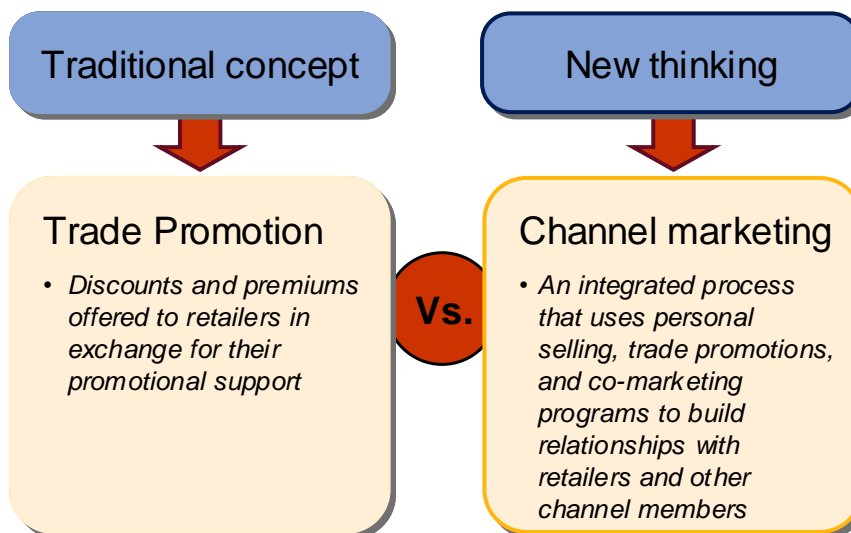 Traditional concept
New thinking
Trade Promotion
• Discounts and premiums
offered to retailers in
exchange for their
promotional support
Vs.
Channel marketing
• An integrated process
that uses personal
selling, trade promotions,
and co-marketing
programs to build
relationships with
retailers and other
channel members